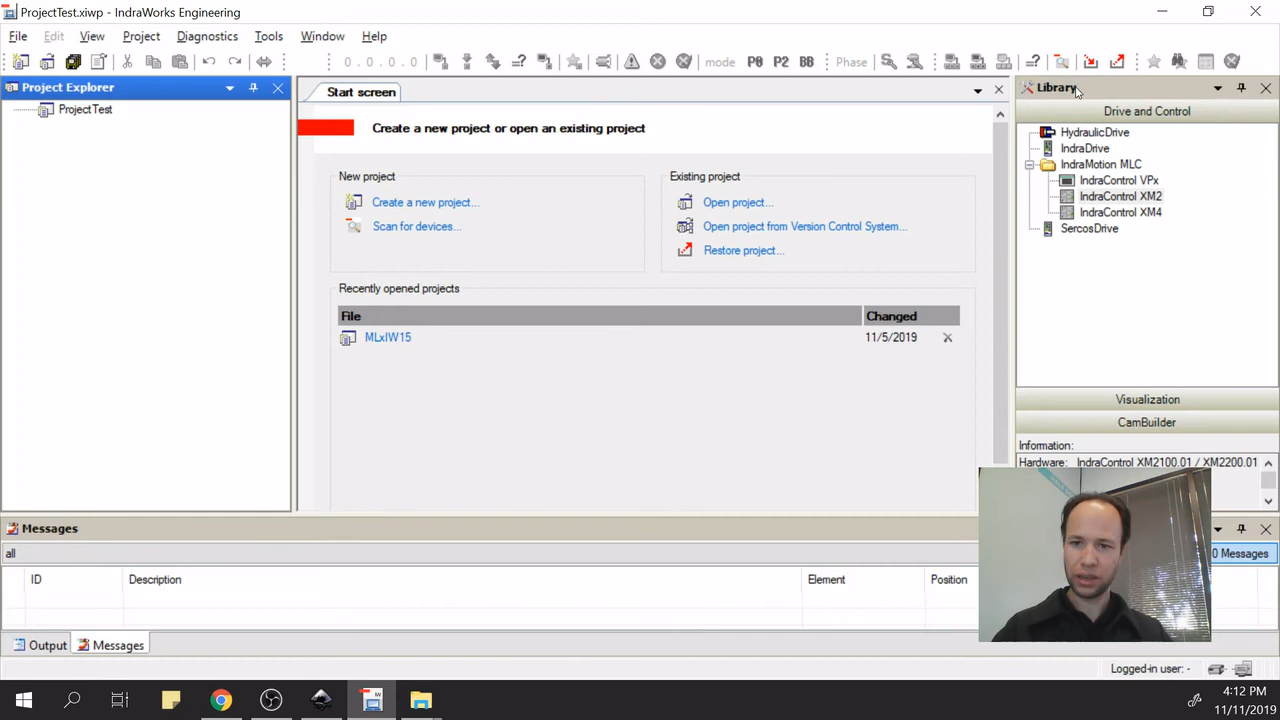 ProjectTest.xiwp - IndraWorks Engineering
File Edit View Project Diagnostics Tools Window Help
0.0.0.0 mode P0 P2 BB Phase
Project Explorer
ProjectTest
Start screen
Create a new project or open an existing project
New project
Create a new project...
Scan for devices...
Existing project
Open project...
Open project from Version Control System...
Restore project...
Recently opened projects
File Changed
MLxIW15 11/5/2019
Library
Drive and Control
HydraulicDrive
IndraDrive
IndraMotion MLC
IndraControl VPx
IndraControl XM2
IndraControl XM4
SercosDrive
Visualization
CamBuilder
Information:
Hardware: IndraControl XM2100.01 / XM2200.01
Messages
all
0 Messages
ID Description Element Position
Output Messages
Logged-in user: -
4:12 PM
11/11/2019